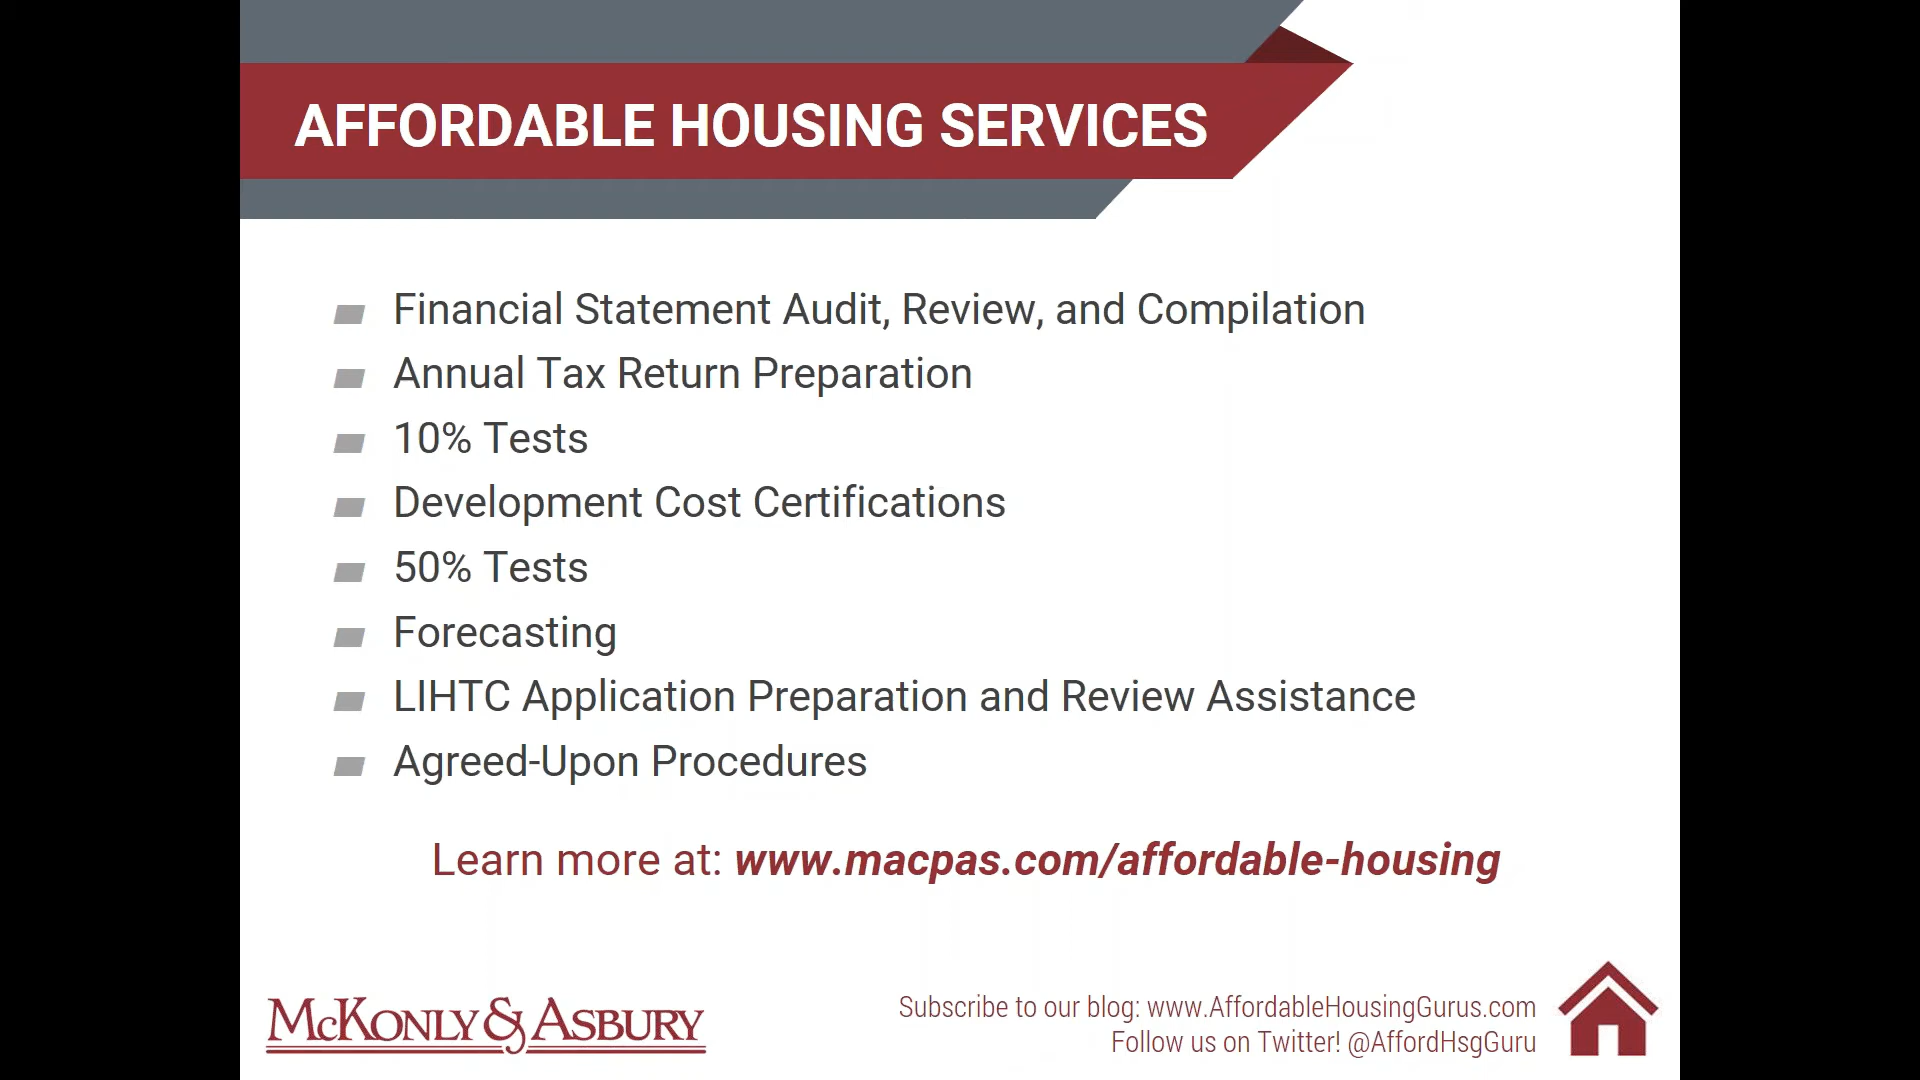 AFFORDABLE HOUSING SERVICES
Financial Statement Audit, Review, and Compilation
Annual Tax Return Preparation
10% Tests
Development Cost Certifications
50% Tests
Forecasting
LIHTC Application Preparation and Review Assistance
Agreed-Upon Procedures
Learn more at: www.macpas.com/affordable-housing
McKonly & Asbury
Subscribe to our blog: www.AffordableHousingGurus.com
Follow us on Twitter! @AffordHsgGuru